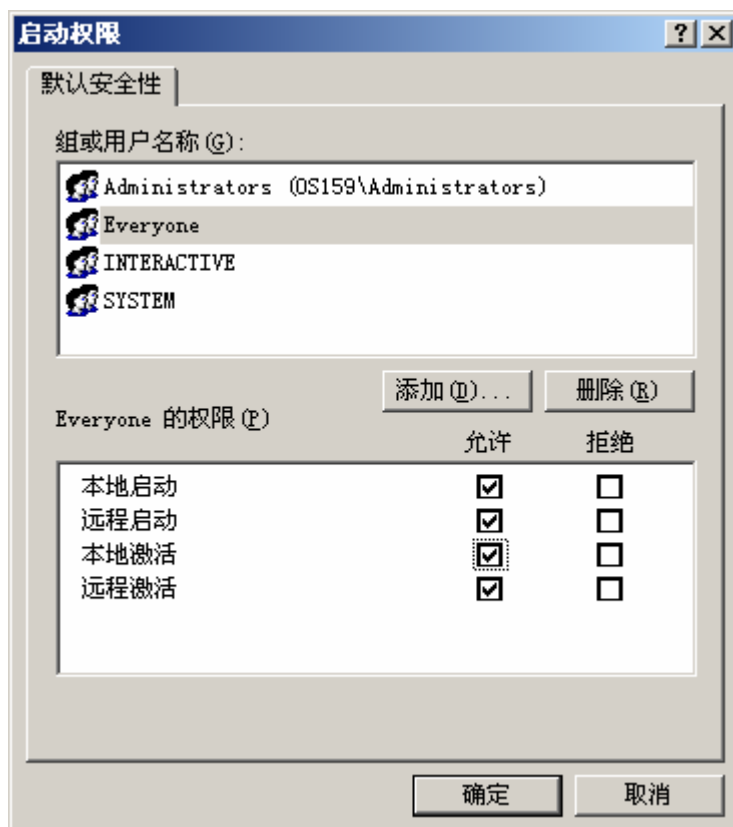 启动权限
默认安全性
组或用户名称(G):
Administrators (OS159\Administrators)
Everyone
INTERACTIVE
SYSTEM
添加(D)... 删除(R)
Everyone 的权限(P)
允许 拒绝
本地启动
远程启动
本地激活
远程激活
确定 取消